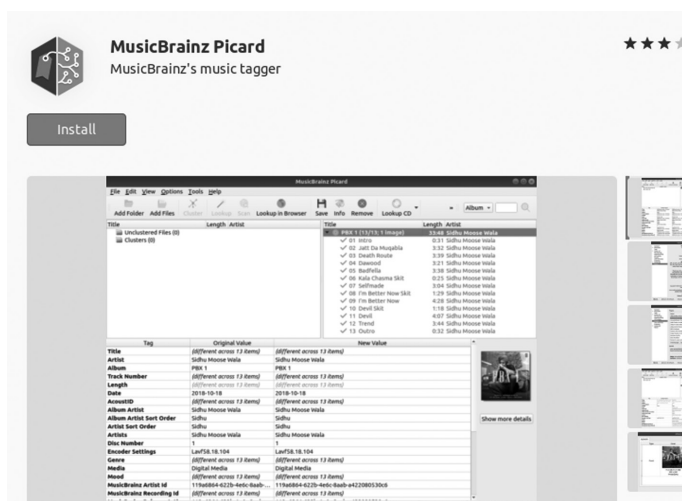 MusicBrainz Picard
MusicBrainz's music tagger
Install
MusicBrainz Picard
File Edit View Options Tools Help
Add Folder Add Files Cluster Lookup Scan Lookup in Browser Save Info Remove Lookup CD Album
Title Length Artist Title Length Artist
Unclustered Files (0) PBX 1 (13/13; 1 image) 33:48 Sidhu Moose Wala
Clusters (0) 01 Intro 0:31 Sidhu Moose Wala
02 Jatt Da Muqabla 3:32 Sidhu Moose Wala
03 Death Route 3:39 Sidhu Moose Wala
04 Dawood 3:21 Sidhu Moose Wala
05 Badfella 3:38 Sidhu Moose Wala
06 Kala Chasma Skit 0:25 Sidhu Moose Wala
07 Selfmade 3:04 Sidhu Moose Wala
08 I'm Better Now Skit 1:29 Sidhu Moose Wala
09 I'm Better Now 4:28 Sidhu Moose Wala
10 Devil Skit 1:18 Sidhu Moose Wala
11 Devil 4:07 Sidhu Moose Wala
12 Trend 3:44 Sidhu Moose Wala
13 Outro 0:32 Sidhu Moose Wala
Tag Original Value New Value
Title (different across 13 items) (different across 13 items)
Artist Sidhu Moose Wala Sidhu Moose Wala
Album PBX 1 PBX 1
Track Number (different across 13 items) (different across 13 items)
Length (different across 13 items) (different across 13 items)
Date 2018-10-18 2018-10-18
AcoustID (different across 13 items) (different across 13 items)
Album Artist Sidhu Moose Wala Sidhu Moose Wala
Album Artist Sort Order Sidhu Sidhu
Artist Sort Order Sidhu Sidhu
Show more details
Artists Sidhu Moose Wala Sidhu Moose Wala
Disc Number 1 1
Encoder Settings Lavf58.18.104 Lavf58.18.104
Genre (different across 13 items) (different across 13 items)
Media Digital Media Digital Media
Mood (different across 13 items) (different across 13 items)
MusicBrainz Artist Id
MusicBrainz Recording Id